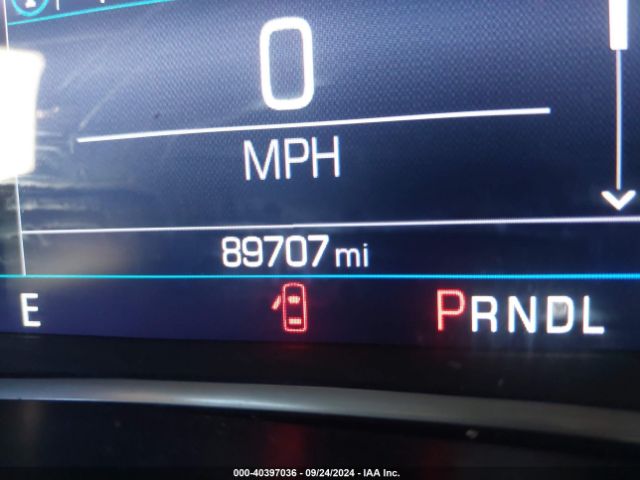 0
MPH
89707 mi
E PRNDL
000-40397036 - 09/24/2024 - IAA Inc.